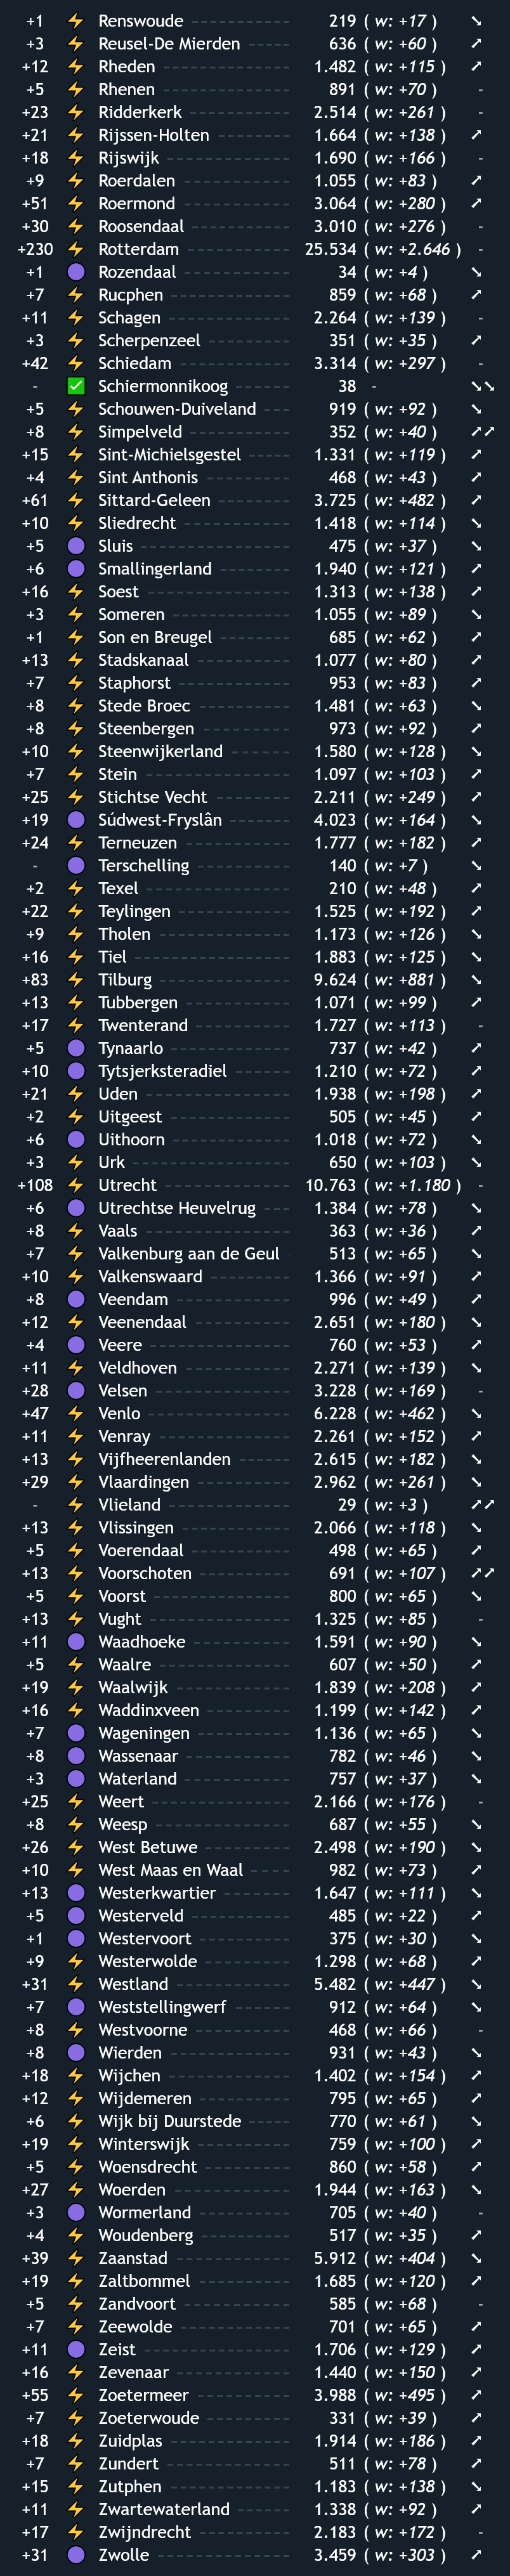 +1 ⚡ Renswoude 219 ( w: +17 ) ↘
+3 ⚡ Reusel-De Mierden 636 ( w: +60 ) ↗
+12 ⚡ Rheden 1.482 ( w: +115 ) ↗
+5 ⚡ Rhenen 891 ( w: +70 ) -
+23 ⚡ Ridderkerk 2.514 ( w: +261 ) -
+21 ⚡ Rijssen-Holten 1.664 ( w: +138 ) ↗
+18 ⚡ Rijswijk 1.690 ( w: +166 ) -
+9 ⚡ Roerdalen 1.055 ( w: +83 ) ↗
+51 ⚡ Roermond 3.064 ( w: +280 ) ↗
+30 ⚡ Roosendaal 3.010 ( w: +276 ) -
+230 ⚡ Rotterdam 25.534 ( w: +2.646 ) -
+1 🟣 Rozendaal 34 ( w: +4 ) ↘
+7 ⚡ Rucphen 859 ( w: +68 ) ↗
+11 ⚡ Schagen 2.264 ( w: +139 ) -
+3 ⚡ Scherpenzeel 351 ( w: +35 ) ↗
+42 ⚡ Schiedam 3.314 ( w: +297 ) -
- ✅ Schiermonnikoog 38 - ↘↘
+5 ⚡ Schouwen-Duiveland 919 ( w: +92 ) ↘
+8 ⚡ Simpelveld 352 ( w: +40 ) ↗↗
+15 ⚡ Sint-Michielsgestel 1.331 ( w: +119 ) ↗
+4 ⚡ Sint Anthonis 468 ( w: +43 ) ↗
+61 ⚡ Sittard-Geleen 3.725 ( w: +482 ) ↗
+10 ⚡ Sliedrecht 1.418 ( w: +114 ) ↘
+5 🟣 Sluis 475 ( w: +37 ) ↘
+6 🟣 Smallingerland 1.940 ( w: +121 ) ↗
+16 ⚡ Soest 1.313 ( w: +138 ) ↗
+3 ⚡ Someren 1.055 ( w: +89 ) ↘
+1 ⚡ Son en Breugel 685 ( w: +62 ) ↗
+13 ⚡ Stadskanaal 1.077 ( w: +80 ) ↗
+7 ⚡ Staphorst 953 ( w: +83 ) ↗
+8 ⚡ Stede Broec 1.481 ( w: +63 ) ↘
+8 ⚡ Steenbergen 973 ( w: +92 ) ↗
+10 ⚡ Steenwijkerland 1.580 ( w: +128 ) ↘
+7 ⚡ Stein 1.097 ( w: +103 ) ↗
+25 ⚡ Stichtse Vecht 2.211 ( w: +249 ) ↗
+19 🟣 Súdwest-Fryslân 4.023 ( w: +164 ) ↘
+24 ⚡ Terneuzen 1.777 ( w: +182 ) ↗
- 🟣 Terschelling 140 ( w: +7 ) ↘
+2 ⚡ Texel 210 ( w: +48 ) ↗
+22 ⚡ Teylingen 1.525 ( w: +192 ) ↗
+9 ⚡ Tholen 1.173 ( w: +126 ) ↘
+16 ⚡ Tiel 1.883 ( w: +125 ) ↘
+83 ⚡ Tilburg 9.624 ( w: +881 ) ↘
+13 ⚡ Tubbergen 1.071 ( w: +99 ) ↗
+17 ⚡ Twenterand 1.727 ( w: +113 ) -
+5 🟣 Tynaarlo 737 ( w: +42 ) ↗
+10 🟣 Tytsjerksteradiel 1.210 ( w: +72 ) ↗
+21 ⚡ Uden 1.938 ( w: +198 ) ↗
+2 ⚡ Uitgeest 505 ( w: +45 ) ↗
+6 🟣 Uithoorn 1.018 ( w: +72 ) ↘
+3 ⚡ Urk 650 ( w: +103 ) ↘
+108 ⚡ Utrecht 10.763 ( w: +1.180 ) -
+6 🟣 Utrechtse Heuvelrug 1.384 ( w: +78 ) ↘
+8 ⚡ Vaals 363 ( w: +36 ) ↗
+7 ⚡ Valkenburg aan de Geul 513 ( w: +65 ) ↘
+10 ⚡ Valkenswaard 1.366 ( w: +91 ) ↗
+8 🟣 Veendam 996 ( w: +49 ) ↗
+12 ⚡ Veenendaal 2.651 ( w: +180 ) ↘
+4 🟣 Veere 760 ( w: +53 ) ↗
+11 ⚡ Veldhoven 2.271 ( w: +139 ) ↘
+28 🟣 Velsen 3.228 ( w: +169 ) -
+47 ⚡ Venlo 6.228 ( w: +462 ) ↘
+11 ⚡ Venray 2.261 ( w: +152 ) ↗
+13 ⚡ Vijfheerenlanden 2.615 ( w: +182 ) ↘
+29 ⚡ Vlaardingen 2.962 ( w: +261 ) ↘
- ⚡ Vlieland 29 ( w: +3 ) ↗↗
+13 ⚡ Vlissingen 2.066 ( w: +118 ) ↘
+5 ⚡ Voerendaal 498 ( w: +65 ) ↗
+13 ⚡ Voorschoten 691 ( w: +107 ) ↗↗
+5 ⚡ Voorst 800 ( w: +65 ) ↘
+13 ⚡ Vught 1.325 ( w: +85 ) -
+11 🟣 Waadhoeke 1.591 ( w: +90 ) ↘
+5 ⚡ Waalre 607 ( w: +50 ) ↗
+19 ⚡ Waalwijk 1.839 ( w: +208 ) ↗
+16 ⚡ Waddinxveen 1.199 ( w: +142 ) ↗
+7 🟣 Wageningen 1.136 ( w: +65 ) ↘
+8 🟣 Wassenaar 782 ( w: +46 ) ↘
+3 🟣 Waterland 757 ( w: +37 ) ↘
+25 ⚡ Weert 2.166 ( w: +176 ) -
+8 ⚡ Weesp 687 ( w: +55 ) ↘
+26 ⚡ West Betuwe 2.498 ( w: +190 ) ↘
+10 ⚡ West Maas en Waal 982 ( w: +73 ) ↗
+13 🟣 Westerkwartier 1.647 ( w: +111 ) ↘
+5 🟣 Westerveld 485 ( w: +22 ) ↗
+1 🟣 Westervoort 375 ( w: +30 ) ↘
+9 ⚡ Westerwolde 1.298 ( w: +68 ) ↗
+31 ⚡ Westland 5.482 ( w: +447 ) ↘
+7 🟣 Weststellingwerf 912 ( w: +64 ) ↘
+8 ⚡ Westvoorne 468 ( w: +66 ) -
+8 🟣 Wierden 931 ( w: +43 ) ↘
+18 ⚡ Wijchen 1.402 ( w: +154 ) ↗
+12 ⚡ Wijdemeren 795 ( w: +65 ) ↗
+6 ⚡ Wijk bij Duurstede 770 ( w: +61 ) ↘
+19 ⚡ Winterswijk 759 ( w: +100 ) ↗
+5 ⚡ Woensdrecht 860 ( w: +58 ) ↗
+27 ⚡ Woerden 1.944 ( w: +163 ) ↘
+3 🟣 Wormerland 705 ( w: +40 ) -
+4 ⚡ Woudenberg 517 ( w: +35 ) ↗
+39 ⚡ Zaanstad 5.912 ( w: +404 ) ↘
+19 ⚡ Zaltbommel 1.685 ( w: +120 ) ↗
+5 ⚡ Zandvoort 585 ( w: +68 ) -
+7 ⚡ Zeewolde 701 ( w: +65 ) ↗
+11 🟣 Zeist 1.706 ( w: +129 ) ↗
+16 ⚡ Zevenaar 1.440 ( w: +150 ) ↗
+55 ⚡ Zoetermeer 3.988 ( w: +495 ) ↗
+7 ⚡ Zoeterwoude 331 ( w: +39 ) ↗
+18 ⚡ Zuidplas 1.914 ( w: +186 ) ↗
+7 ⚡ Zundert 511 ( w: +78 ) ↗
+15 ⚡ Zutphen 1.183 ( w: +138 ) ↘
+11 ⚡ Zwartewaterland 1.338 ( w: +92 ) ↗
+17 ⚡ Zwijndrecht 2.183 ( w: +172 ) -
+31 🟣 Zwolle 3.459 ( w: +303 ) ↗